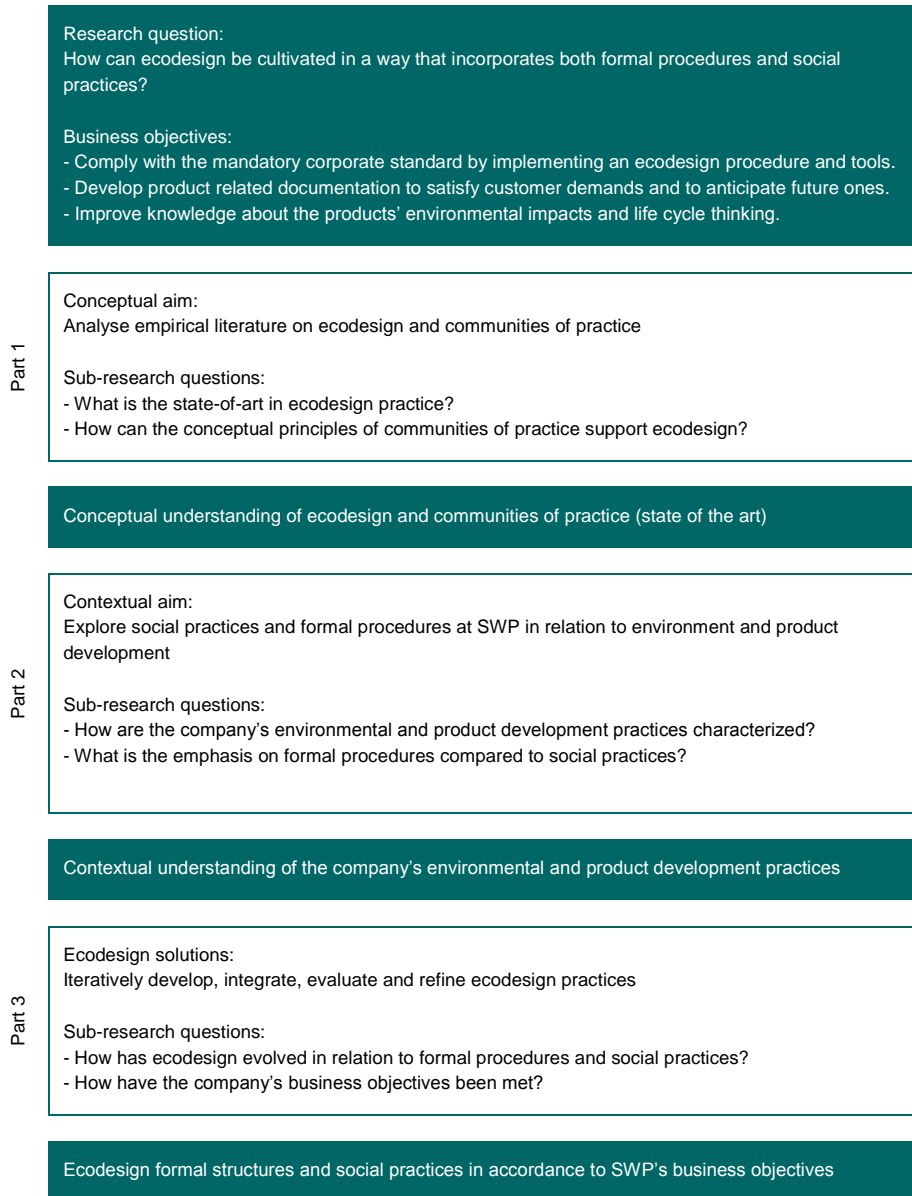 Research question:
How can ecodesign be cultivated in a way that incorporates both formal procedures and social
practices?
Business objectives:
- Comply with the mandatory corporate standard by implementing an ecodesign procedure and tools.
- Develop product related documentation to satisfy customer demands and to anticipate future ones.
- Improve knowledge about the products’ environmental impacts and life cycle thinking.
Part 1
Conceptual aim:
Analyse empirical literature on ecodesign and communities of practice
Sub-research questions:
- What is the state-of-art in ecodesign practice?
- How can the conceptual principles of communities of practice support ecodesign?
Conceptual understanding of ecodesign and communities of practice (state of the art)
Part 2
Contextual aim:
Explore social practices and formal procedures at SWP in relation to environment and product
development
Sub-research questions:
- How are the company’s environmental and product development practices characterized?
- What is the emphasis on formal procedures compared to social practices?
Contextual understanding of the company’s environmental and product development practices
Part 3
Ecodesign solutions:
Iteratively develop, integrate, evaluate and refine ecodesign practices
Sub-research questions:
- How has ecodesign evolved in relation to formal procedures and social practices?
- How have the company’s business objectives been met?
Ecodesign formal structures and social practices in accordance to SWP’s business objectives